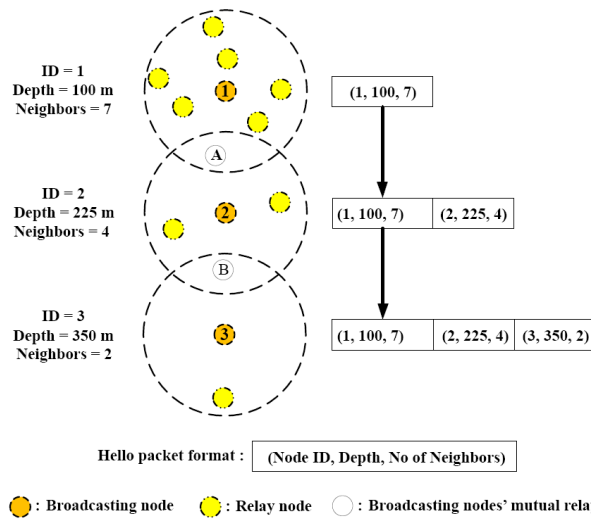 ID = 1
Depth = 100 m
Neighbors = 7
1
(1, 100, 7)
A
ID = 2
Depth = 225 m
Neighbors = 4
2
(1, 100, 7) (2, 225, 4)
B
ID = 3
Depth = 350 m
Neighbors = 2
3
(1, 100, 7) (2, 225, 4) (3, 350, 2)
Hello packet format : (Node ID, Depth, No of Neighbors)
: Broadcasting node : Relay node : Broadcasting nodes' mutual